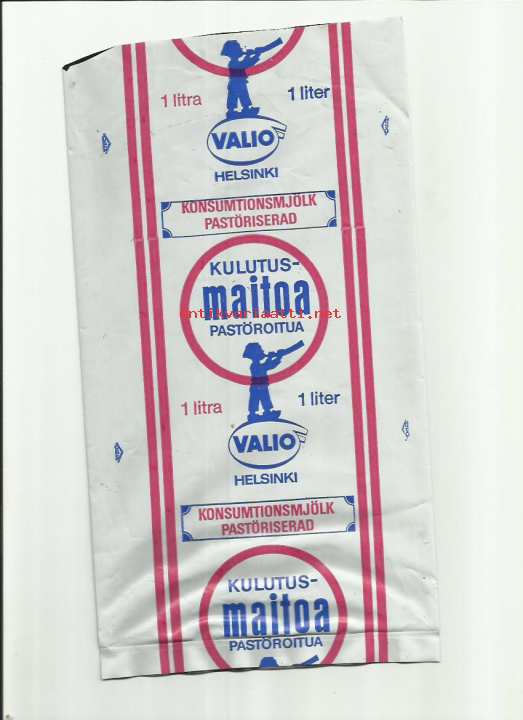 1 litra 1 liter
VALIO
HELSINKI
KONSUMTIONSMJÖLK
PASTÖRISERAD
KULUTUS-
maitoa
antikvariaatti.net
PASTÖROITUA
1 litra 1 liter
VALIO
HELSINKI
KONSUMTIONSMJÖLK
PASTÖRISERAD
KULUTUS-
maitoa
PASTÖROITUA